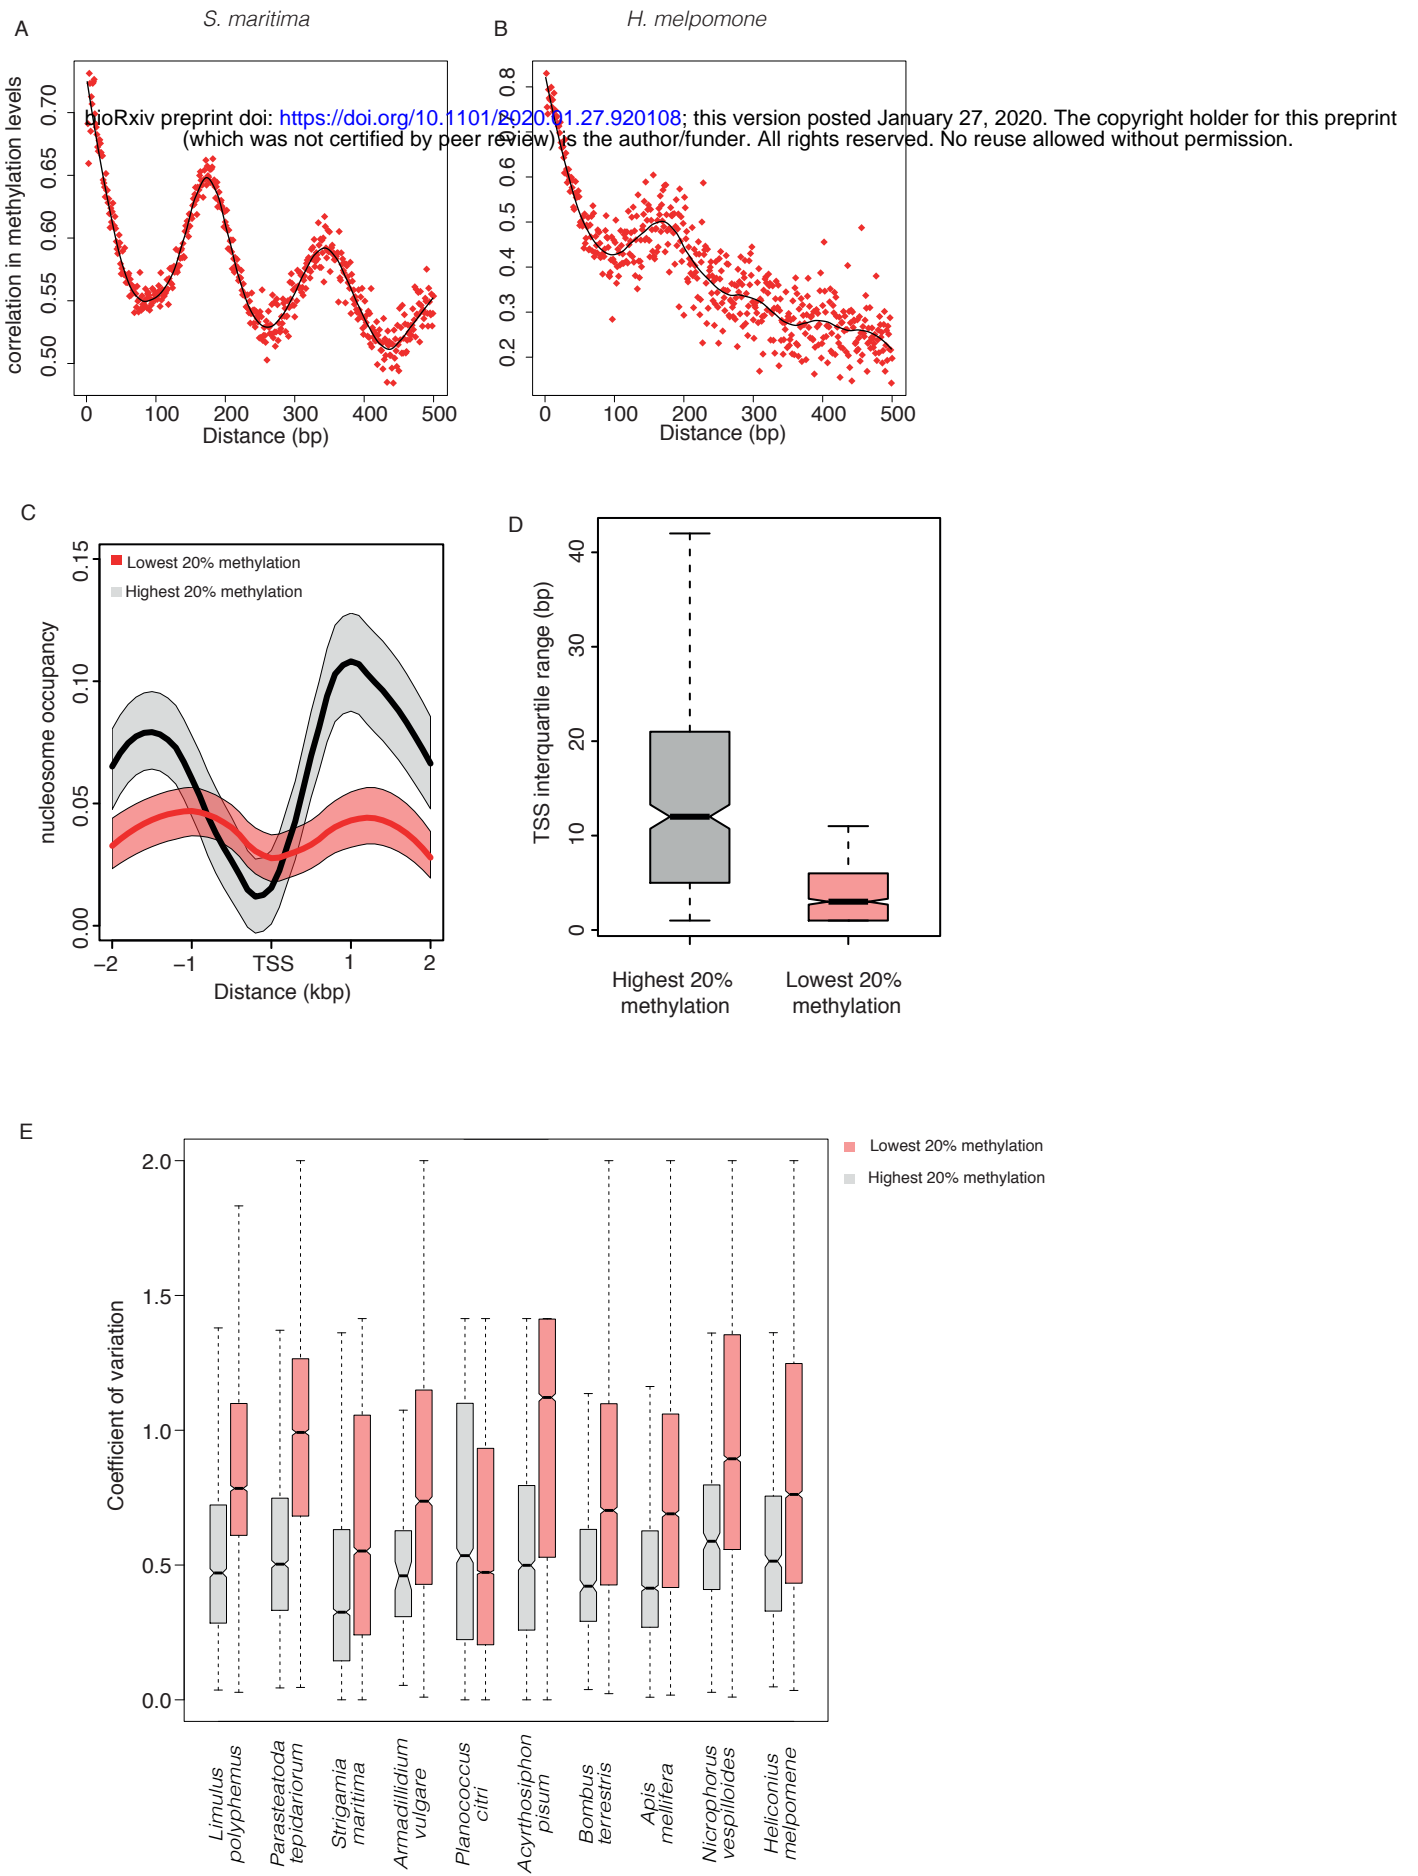 A
S. maritima
B
H. melpomone
correlation in methylation levels
0.50
0.55
0.60
0.65
0.70
0
100
200
300
400
500
Distance (bp)
0.2
0.3
0.4
0.5
0.6
0.7
0.8
0
100
200
300
400
500
Distance (bp)
bioRxiv preprint doi: https://doi.org/10.1101/2020.01.27.920108; this version posted January 27, 2020. The copyright holder for this preprint
(which was not certified by peer review) is the author/funder. All rights reserved. No reuse allowed without permission.
C
Lowest 20% methylation
Highest 20% methylation
nucleosome occupancy
0.00
0.05
0.10
0.15
−2
−1
TSS
1
2
Distance (kbp)
D
TSS interquartile range (bp)
0
10
20
30
40
Highest 20%
methylation
Lowest 20%
methylation
E
Lowest 20% methylation
Highest 20% methylation
Coefficient of variation
2.0
1.5
1.0
0.5
0.0
Limulus
polyphemus
Parasteatoda
tepidariorum
Strigamia
maritima
Armadillidium
vulgare
Planococcus
citri
Acyrthosiphon
pisum
Bombus
terrestris
Apis
mellifera
Nicrophorus
vespilloides
Heliconius
melpomene